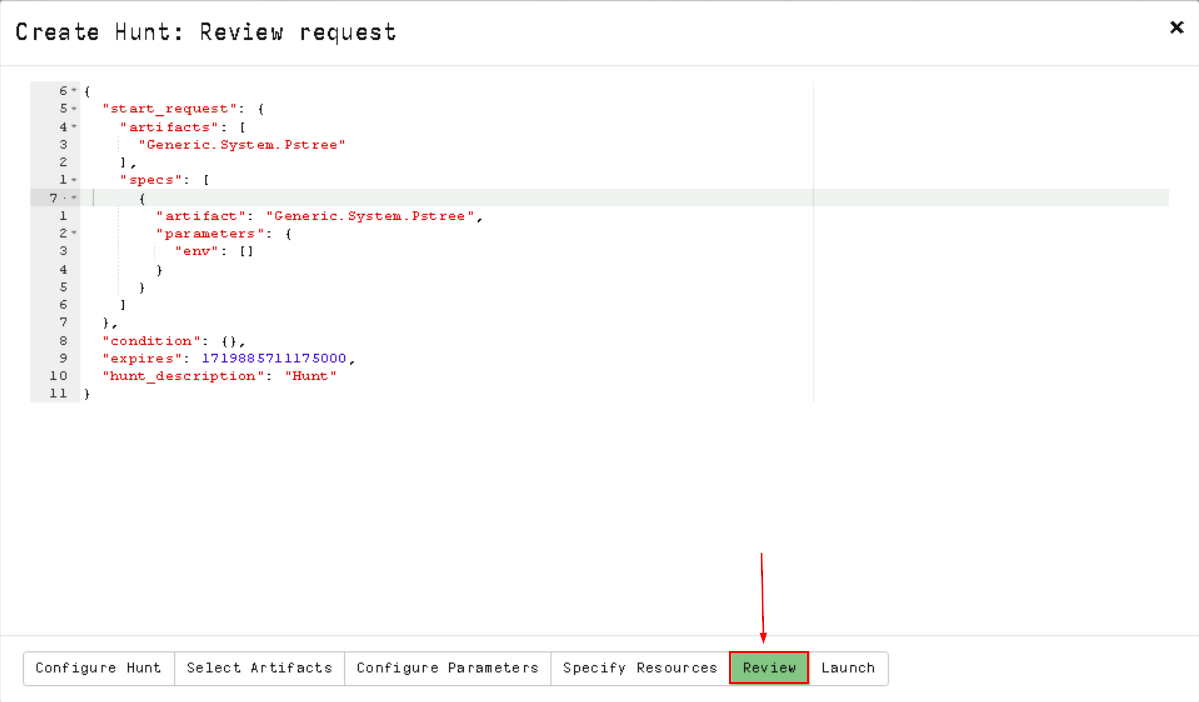 Create Hunt: Review request ×
6 {
5 "start_request": {
4 "artifacts": [
3 "Generic.System.Pstree"
2 ],
1 "specs": [
7 {
1 "artifact": "Generic.System.Pstree",
2 "parameters": {
3 "env": []
4 }
5 }
6 ]
7 },
8 "condition": {},
9 "expires": 1719885711175000,
10 "hunt_description": "Hunt"
11 }
Configure Hunt Select Artifacts Configure Parameters Specify Resources Review Launch